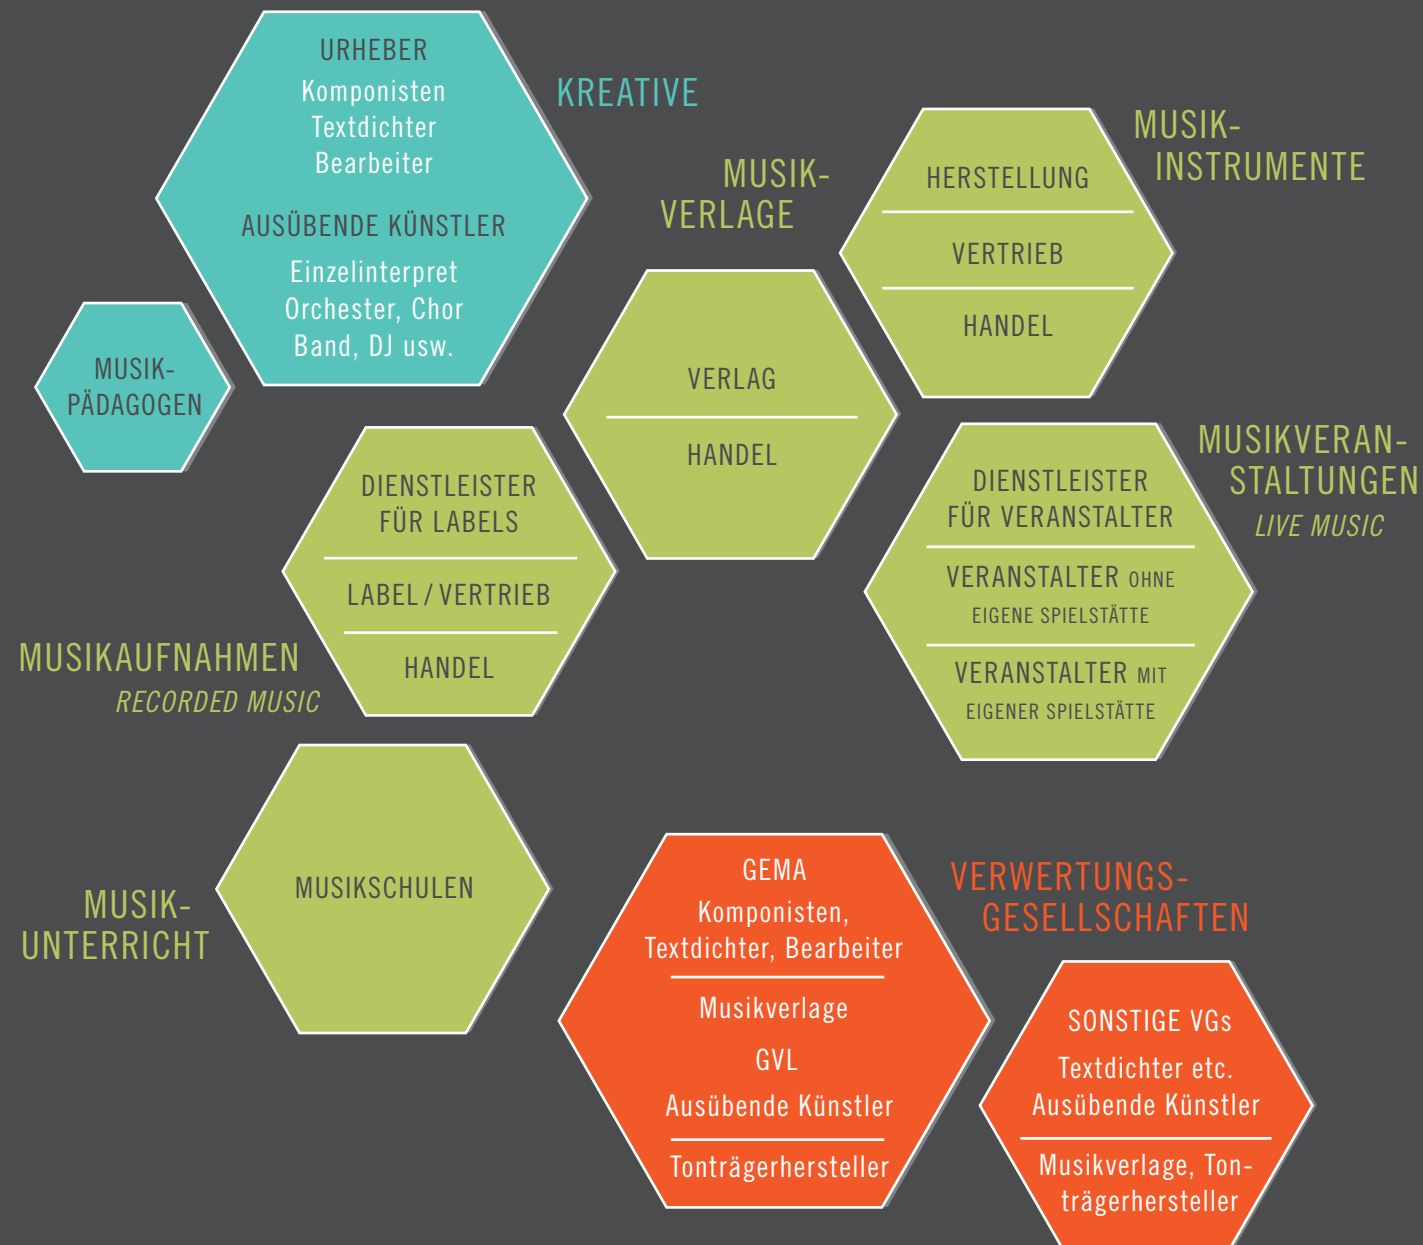 URHEBER
Komponisten
Textdichter
Bearbeiter
AUSÜBENDE KÜNSTLER
Einzelinterpret
Orchester, Chor
Band, DJ usw.
KREATIVE
MUSIK-
PÄDAGOGEN
MUSIK-
VERLAGE
VERLAG
HANDEL
MUSIK-
INSTRUMENTE
HERSTELLUNG
VERTRIEB
HANDEL
DIENSTLEISTER
FÜR LABELS
LABEL / VERTRIEB
HANDEL
MUSIKAUFNAHMEN
RECORDED MUSIC
MUSIKVERAN-
STALTUNGEN
LIVE MUSIC
DIENSTLEISTER
FÜR VERANSTALTER
VERANSTALTER OHNE
EIGENE SPIELSTÄTTE
VERANSTALTER MIT
EIGENER SPIELSTÄTTE
MUSIK-
UNTERRICHT
MUSIKSCHULEN
GEMA
Komponisten,
Textdichter, Bearbeiter
Musikverlage
GVL
Ausübende Künstler
Tonträgerhersteller
VERWERTUNGS-
GESELLSCHAFTEN
SONSTIGE VGs
Textdichter etc.
Ausübende Künstler
Musikverlage, Ton-
trägerhersteller